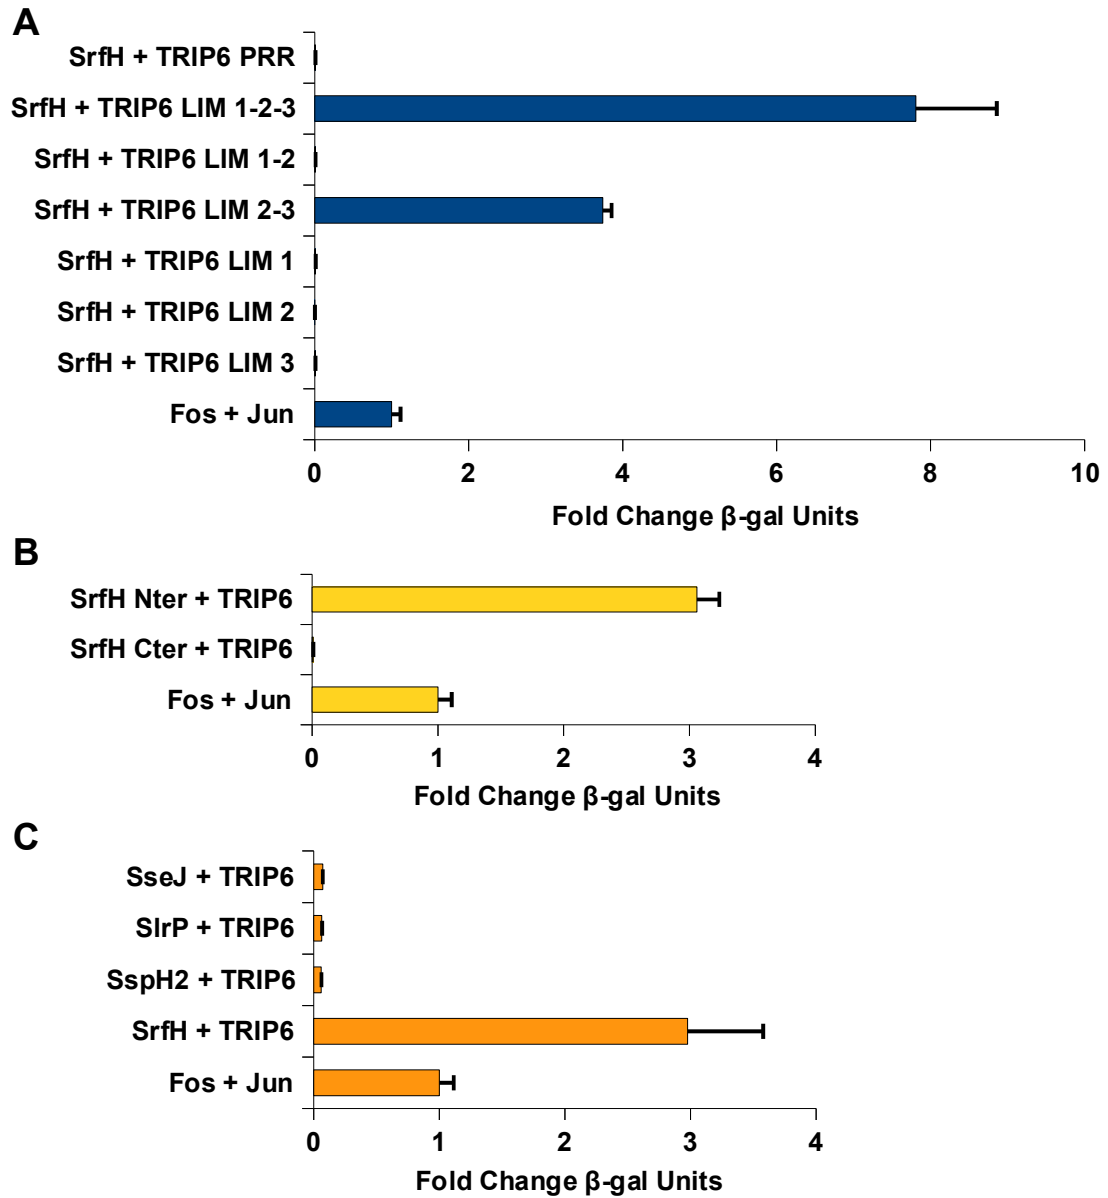 A
SrfH + TRIP6 PRR
SrfH + TRIP6 LIM 1-2-3
SrfH + TRIP6 LIM 1-2
SrfH + TRIP6 LIM 2-3
SrfH + TRIP6 LIM 1
SrfH + TRIP6 LIM 2
SrfH + TRIP6 LIM 3
Fos + Jun
0 2 4 6 8 10
Fold Change β-gal Units
B
SrfH Nter + TRIP6
SrfH Cter + TRIP6
Fos + Jun
0 1 2 3 4
Fold Change β-gal Units
C
SseJ + TRIP6
SlrP + TRIP6
SspH2 + TRIP6
SrfH + TRIP6
Fos + Jun
0 1 2 3 4
Fold Change β-gal Units